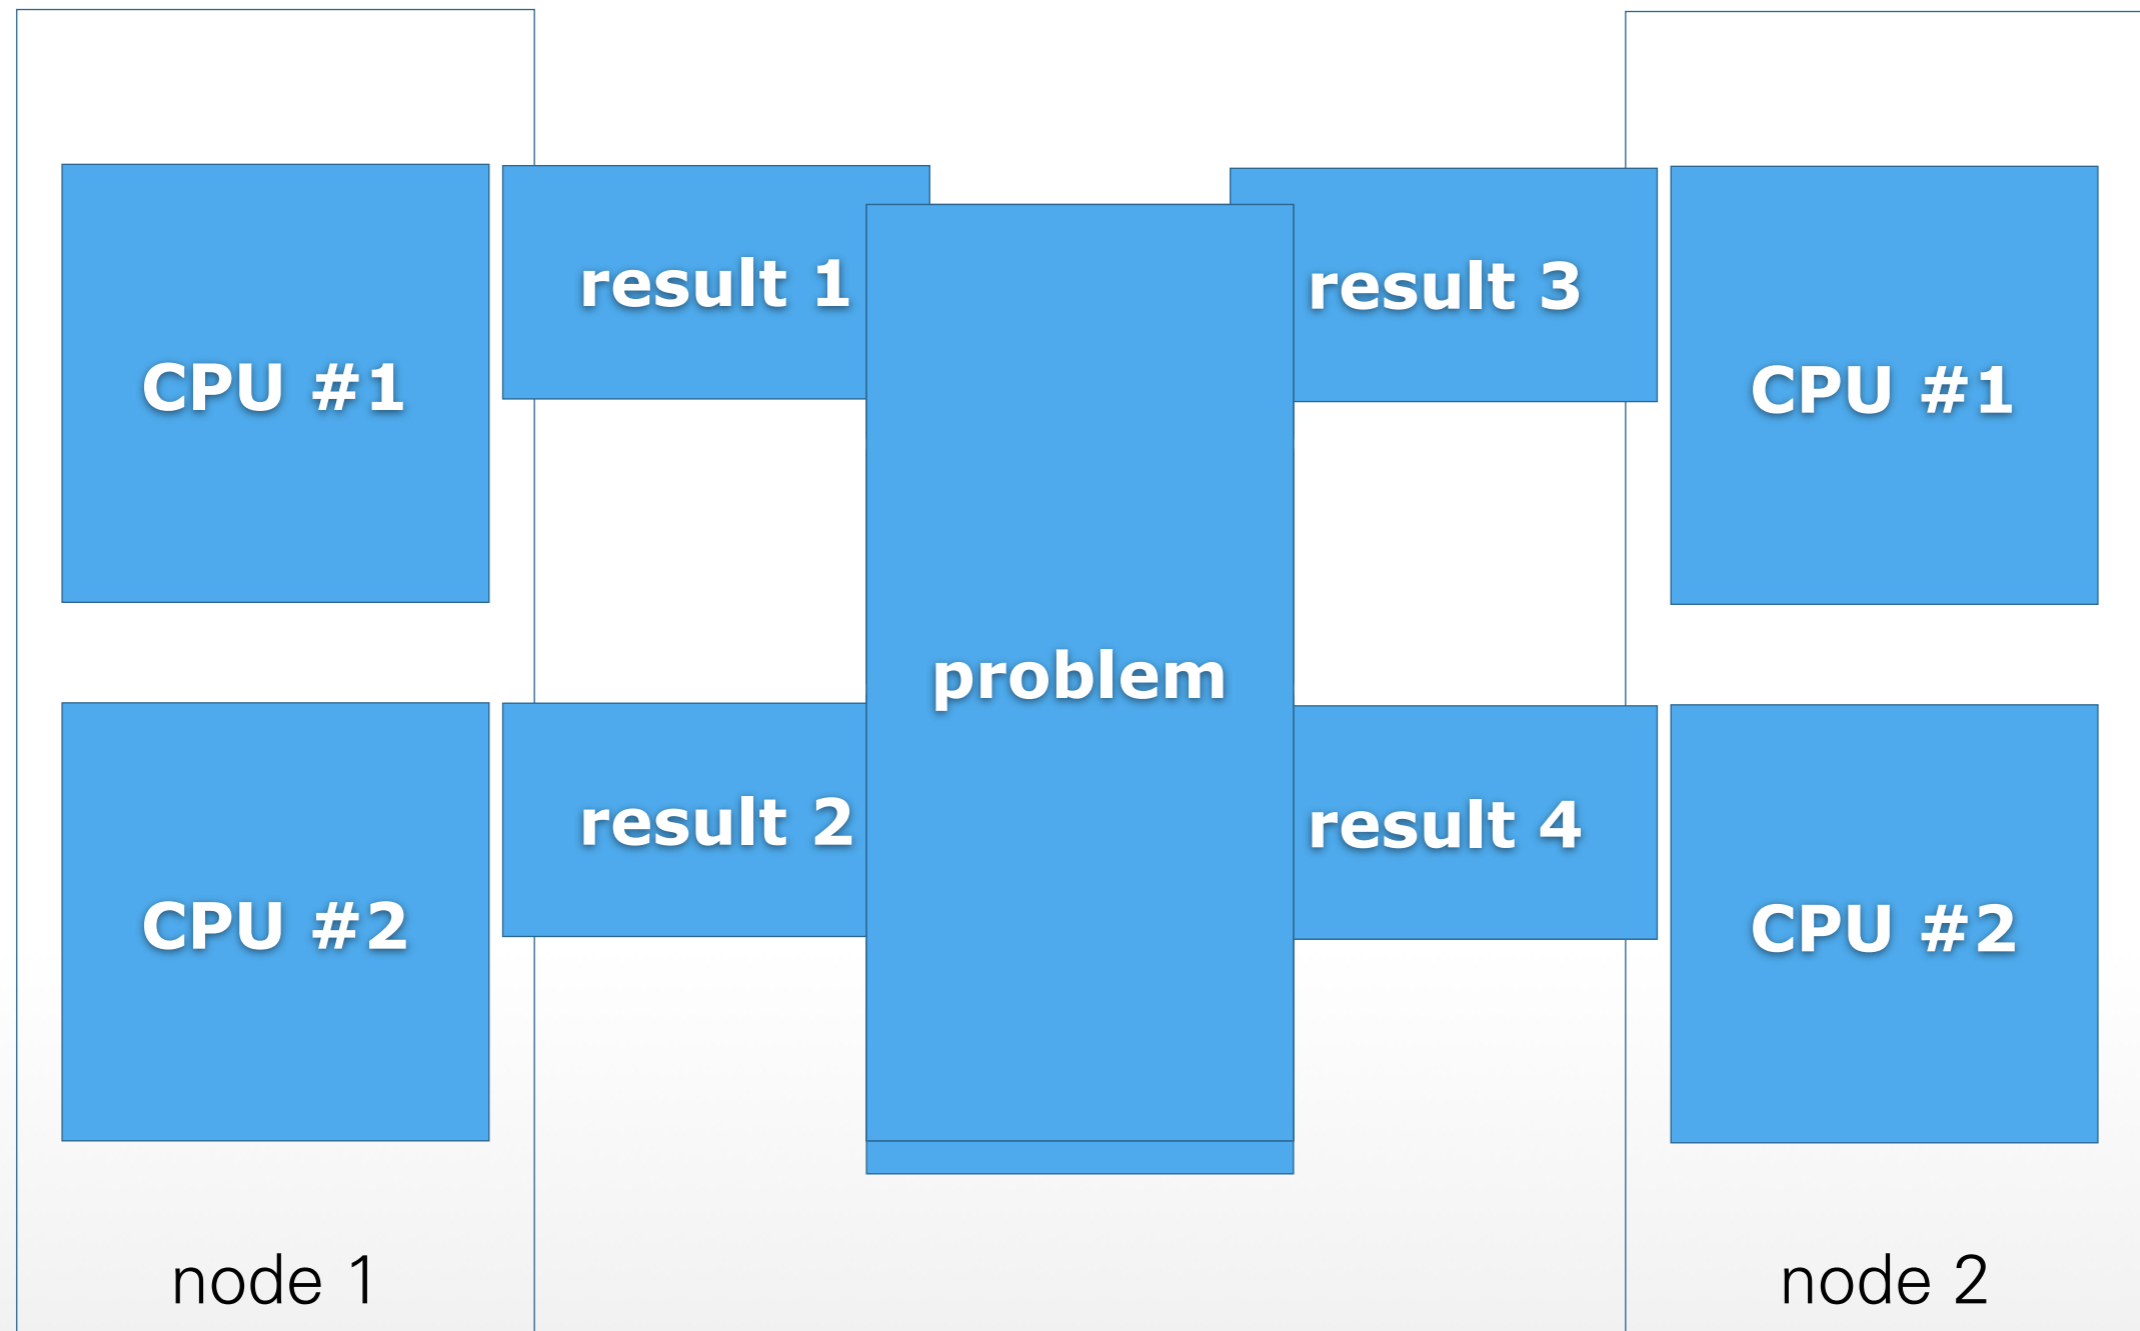 result 1
result 3
CPU #1
CPU #1
problem
result 2
result 4
CPU #2
CPU #2
node 1
node 2